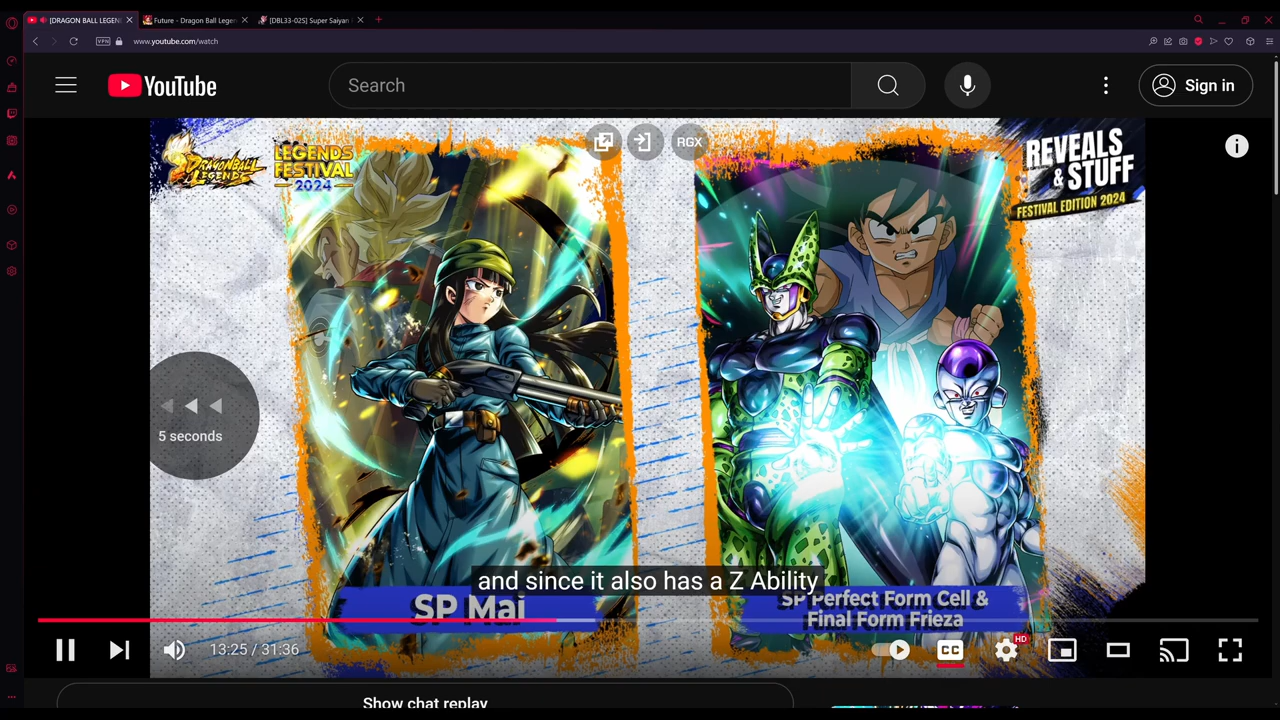 [DRAGON BALL LEGEN
Future - Dragon Ball Legen
[DBL33-02S] Super Saiyan
VPN
www.youtube.com/watch
YouTube
Search
Sign in
DRAGON BALL
LEGENDS
LEGENDS
FESTIVAL
2024
RGX
REVEALS
& STUFF
FESTIVAL EDITION 2024
5 seconds
and since it also has a Z Ability
SP Mai
SP Perfect Form Cell &
Final Form Frieza
13:25 / 31:36
CC
HD
Show chat replay